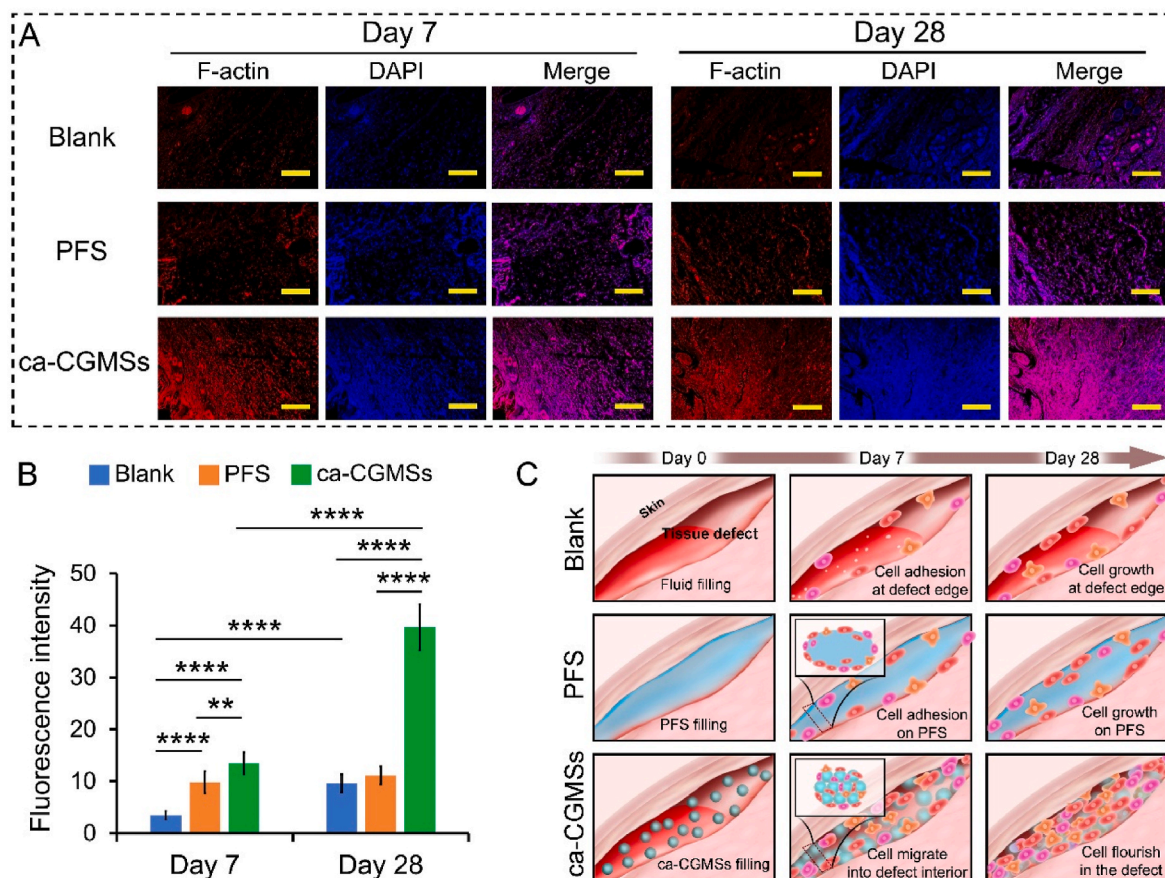 A
Day 7 Day 28
F-actin DAPI Merge F-actin DAPI Merge
Blank
PFS
ca-CGMSs
B
Blank PFS ca-CGMSs
****
****
****
****
****
**
****
Fluorescence intensity
50
40
30
20
10
0
Day 7 Day 28
C
Day 0 Day 7 Day 28
Blank
Skin
Tissue defect
Fluid filling
Cell adhesion
at defect edge
Cell growth
at defect edge
PFS
PFS filling
Cell adhesion
on PFS
Cell growth
on PFS
ca-CGMSs
ca-CGMSs filling
Cell migrate
into defect interior
Cell flourish
in the defect